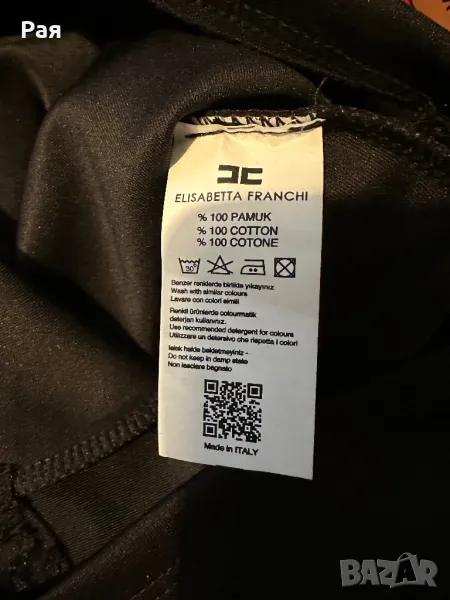 Рая
ELISABETTA FRANCHI
% 100 PAMUK
% 100 COTTON
% 100 COTONE
30°
Benzer renklerde birlikte yıkayınız
Wash with similar colours
Lavare con colori simili
Renkli ürünlerde colourmatik
deterjan kullanınız.
Use recommended detergent for colours
Utilizzare un detersivo che rispetta i colori
Islak halde bekletmeyiniz -
Do not keep in damp state
Non lasciare bagnato
Made in ITALY
BAZAR